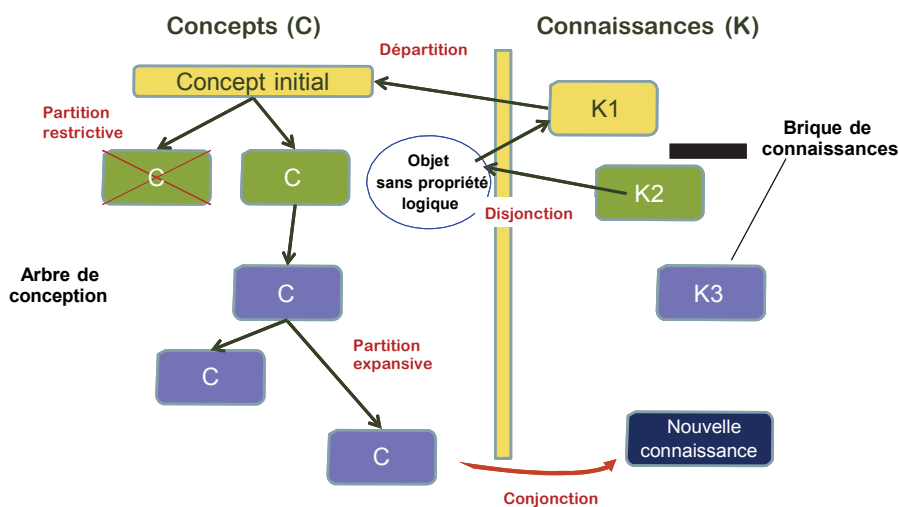 Concepts (C)
Connaissances (K)
Départition
Concept initial
K1
Partition
restrictive
Brique de
connaissances
C
C
Objet
sans propriété
logique
K2
Disjonction
Arbre de
conception
C
K3
Partition
expansive
C
C
Nouvelle
connaissance
Conjonction